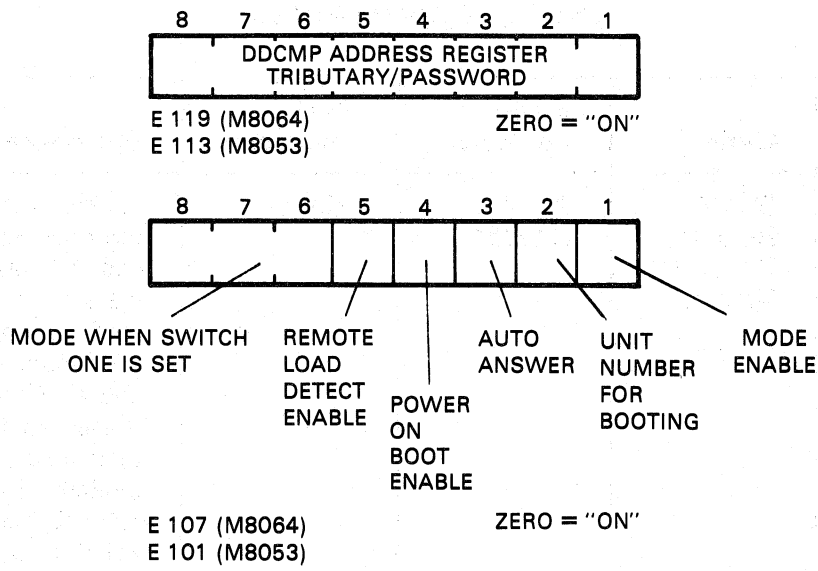 8 7 6 5 4 3 2 1
DDCMP ADDRESS REGISTER
TRIBUTARY/PASSWORD
E 119 (M8064)
E 113 (M8053)
ZERO = "ON"
8 7 6 5 4 3 2 1
MODE WHEN SWITCH
ONE IS SET
REMOTE
LOAD
DETECT
ENABLE
POWER
ON
BOOT
ENABLE
AUTO
ANSWER
UNIT
NUMBER
FOR
BOOTING
MODE
ENABLE
E 107 (M8064)
E 101 (M8053)
ZERO = "ON"